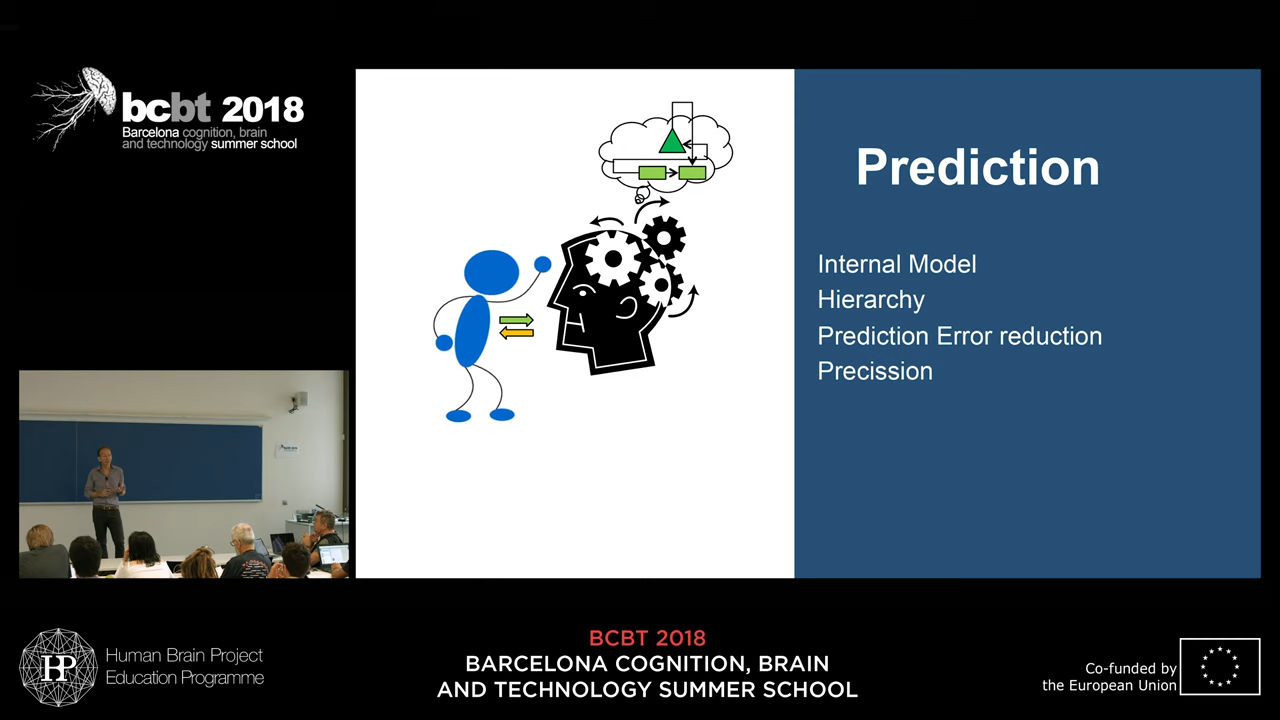 bcbt 2018
Barcelona cognition, brain
and technology summer school
Prediction
Internal Model
Hierarchy
Prediction Error reduction
Precission
HP
Human Brain Project
Education Programme
BCBT 2018
BARCELONA COGNITION, BRAIN
AND TECHNOLOGY SUMMER SCHOOL
Co-funded by
the European Union